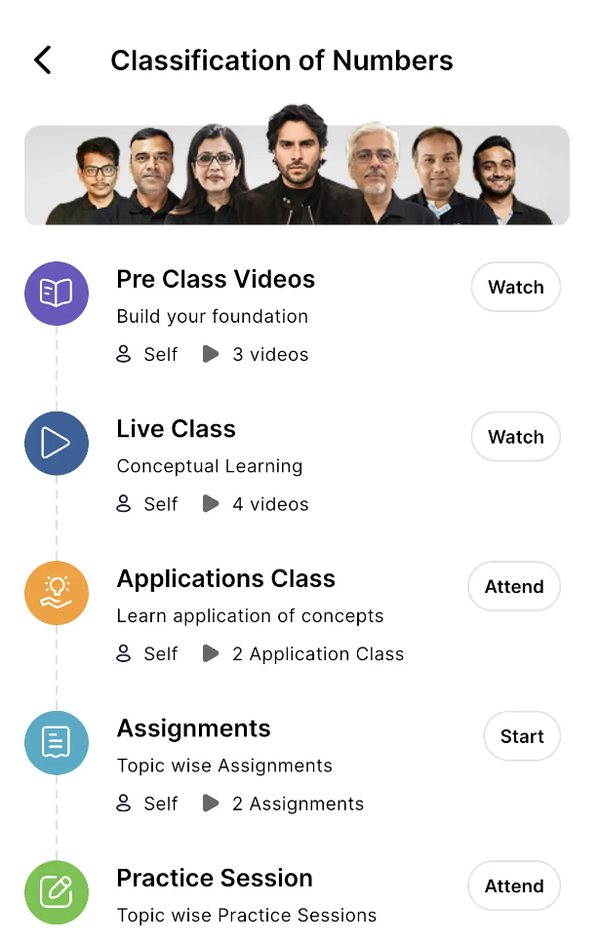 Classification of Numbers
Pre Class Videos
Watch
Build your foundation
Self 3 videos
Live Class
Watch
Conceptual Learning
Self 4 videos
Applications Class
Attend
Learn application of concepts
Self 2 Application Class
Assignments
Start
Topic wise Assignments
Self 2 Assignments
Practice Session
Attend
Topic wise Practice Sessions